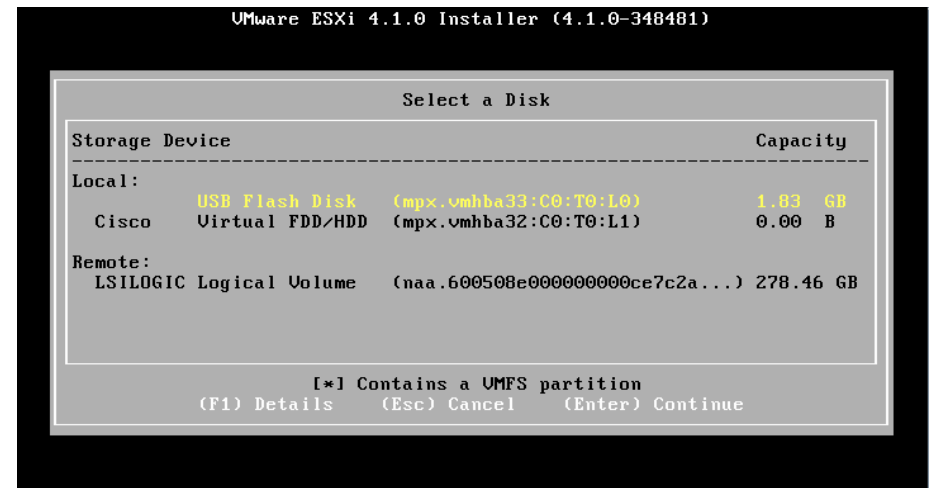 VMware ESXi 4.1.0 Installer (4.1.0-348481)
Select a Disk
Storage Device Capacity
--------------------------------------------------------------------------
Local:
USB Flash Disk (mpx.vmhba33:C0:T0:L0) 1.83 GB
Cisco Virtual FDD/HDD (mpx.vmhba32:C0:T0:L1) 0.00 B
Remote:
LSILOGIC Logical Volume (naa.600508e000000000ce7c2a...) 278.46 GB
[*] Contains a VMFS partition
(F1) Details (Esc) Cancel (Enter) Continue